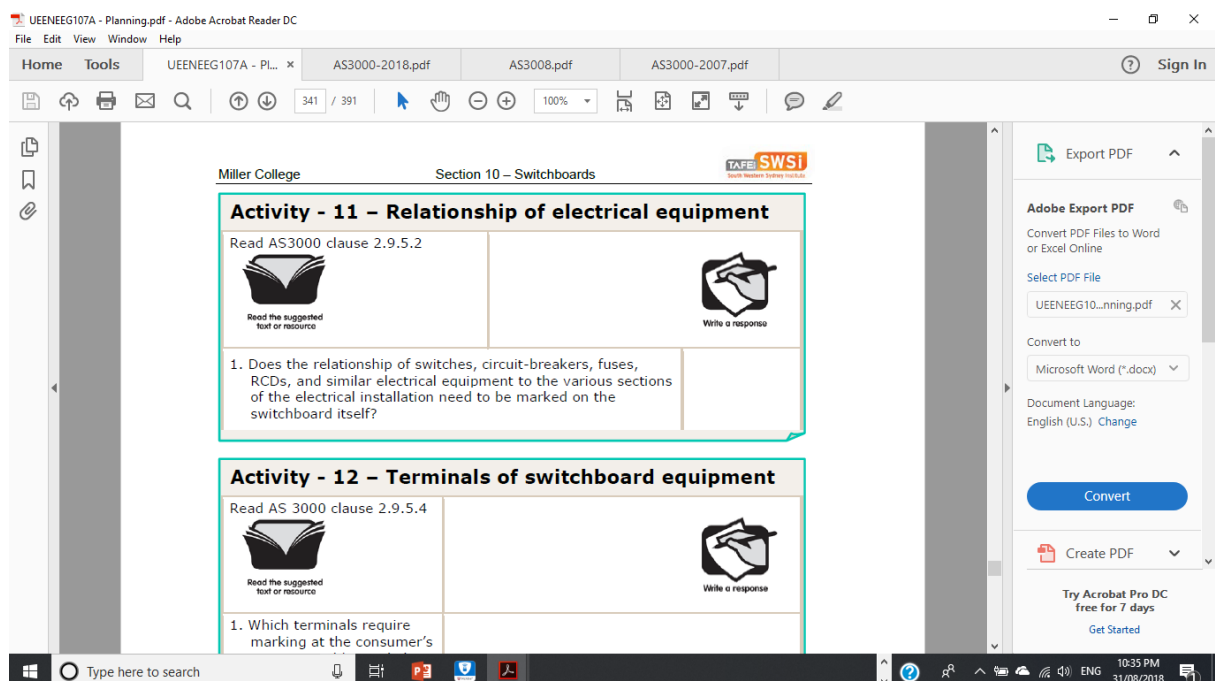 UEENEEG107A - Planning.pdf - Adobe Acrobat Reader DC
File Edit View Window Help
Home Tools UEENEEG107A - Pl... × AS3000-2018.pdf AS3008.pdf AS3000-2007.pdf Sign In
341 / 391 100%
Miller College Section 10 – Switchboards TAFE SWSi
South Western Sydney Institute
Activity - 11 – Relationship of electrical equipment
Read AS3000 clause 2.9.5.2
Read the suggested
text or resource
Write a response
1. Does the relationship of switches, circuit-breakers, fuses,
RCDs, and similar electrical equipment to the various sections
of the electrical installation need to be marked on the
switchboard itself?
Activity - 12 – Terminals of switchboard equipment
Read AS 3000 clause 2.9.5.4
Read the suggested
text or resource
Write a response
1. Which terminals require
marking at the consumer's
Export PDF
Adobe Export PDF
Convert PDF Files to Word
or Excel Online
Select PDF File
UEENEEG10...nning.pdf ×
Convert to
Microsoft Word (*.docx)
Document Language:
English (U.S.) Change
Convert
Create PDF
Try Acrobat Pro DC
free for 7 days
Get Started
Type here to search
ENG
10:35 PM
31/08/2018